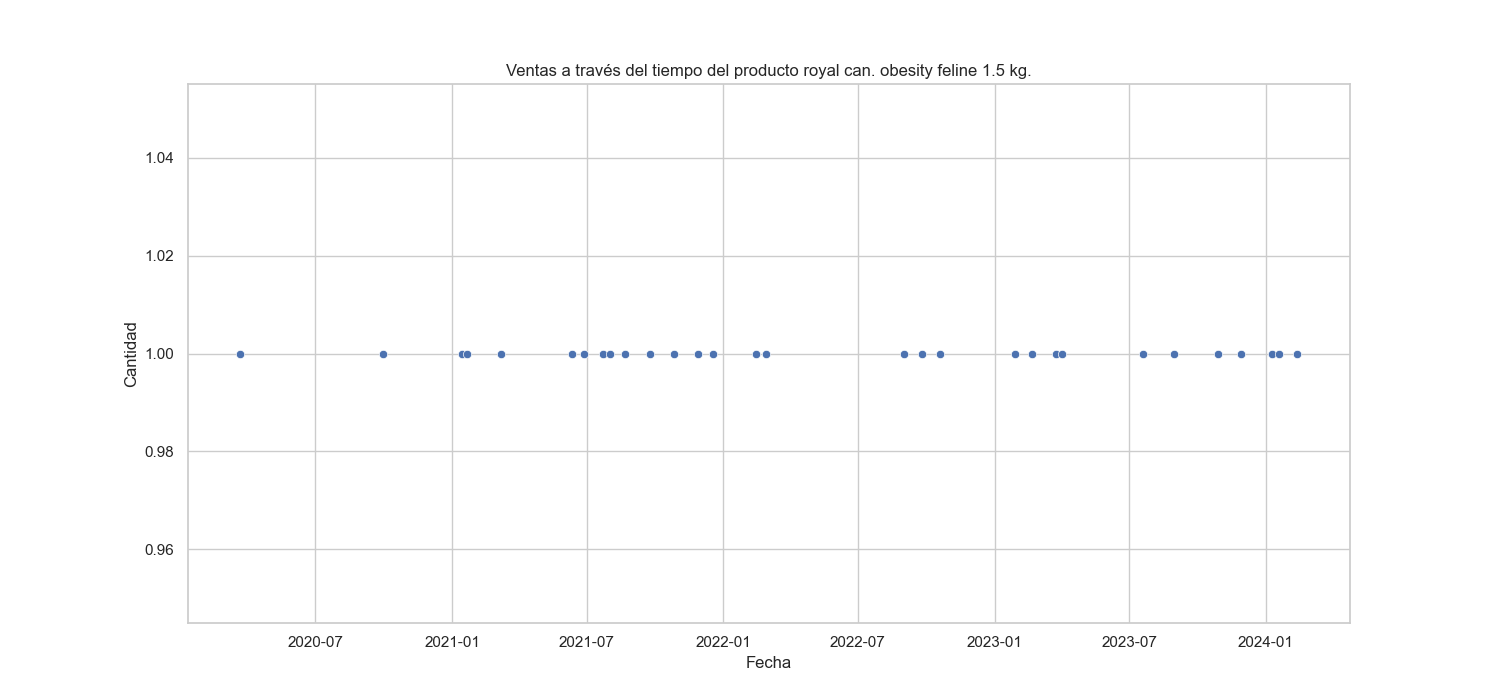 Ventas a través del tiempo del producto royal can. obesity feline 1.5 kg.
1.04
1.02
1.00
0.98
0.96
Cantidad
2020-07 2021-01 2021-07 2022-01 2022-07 2023-01 2023-07 2024-01
Fecha